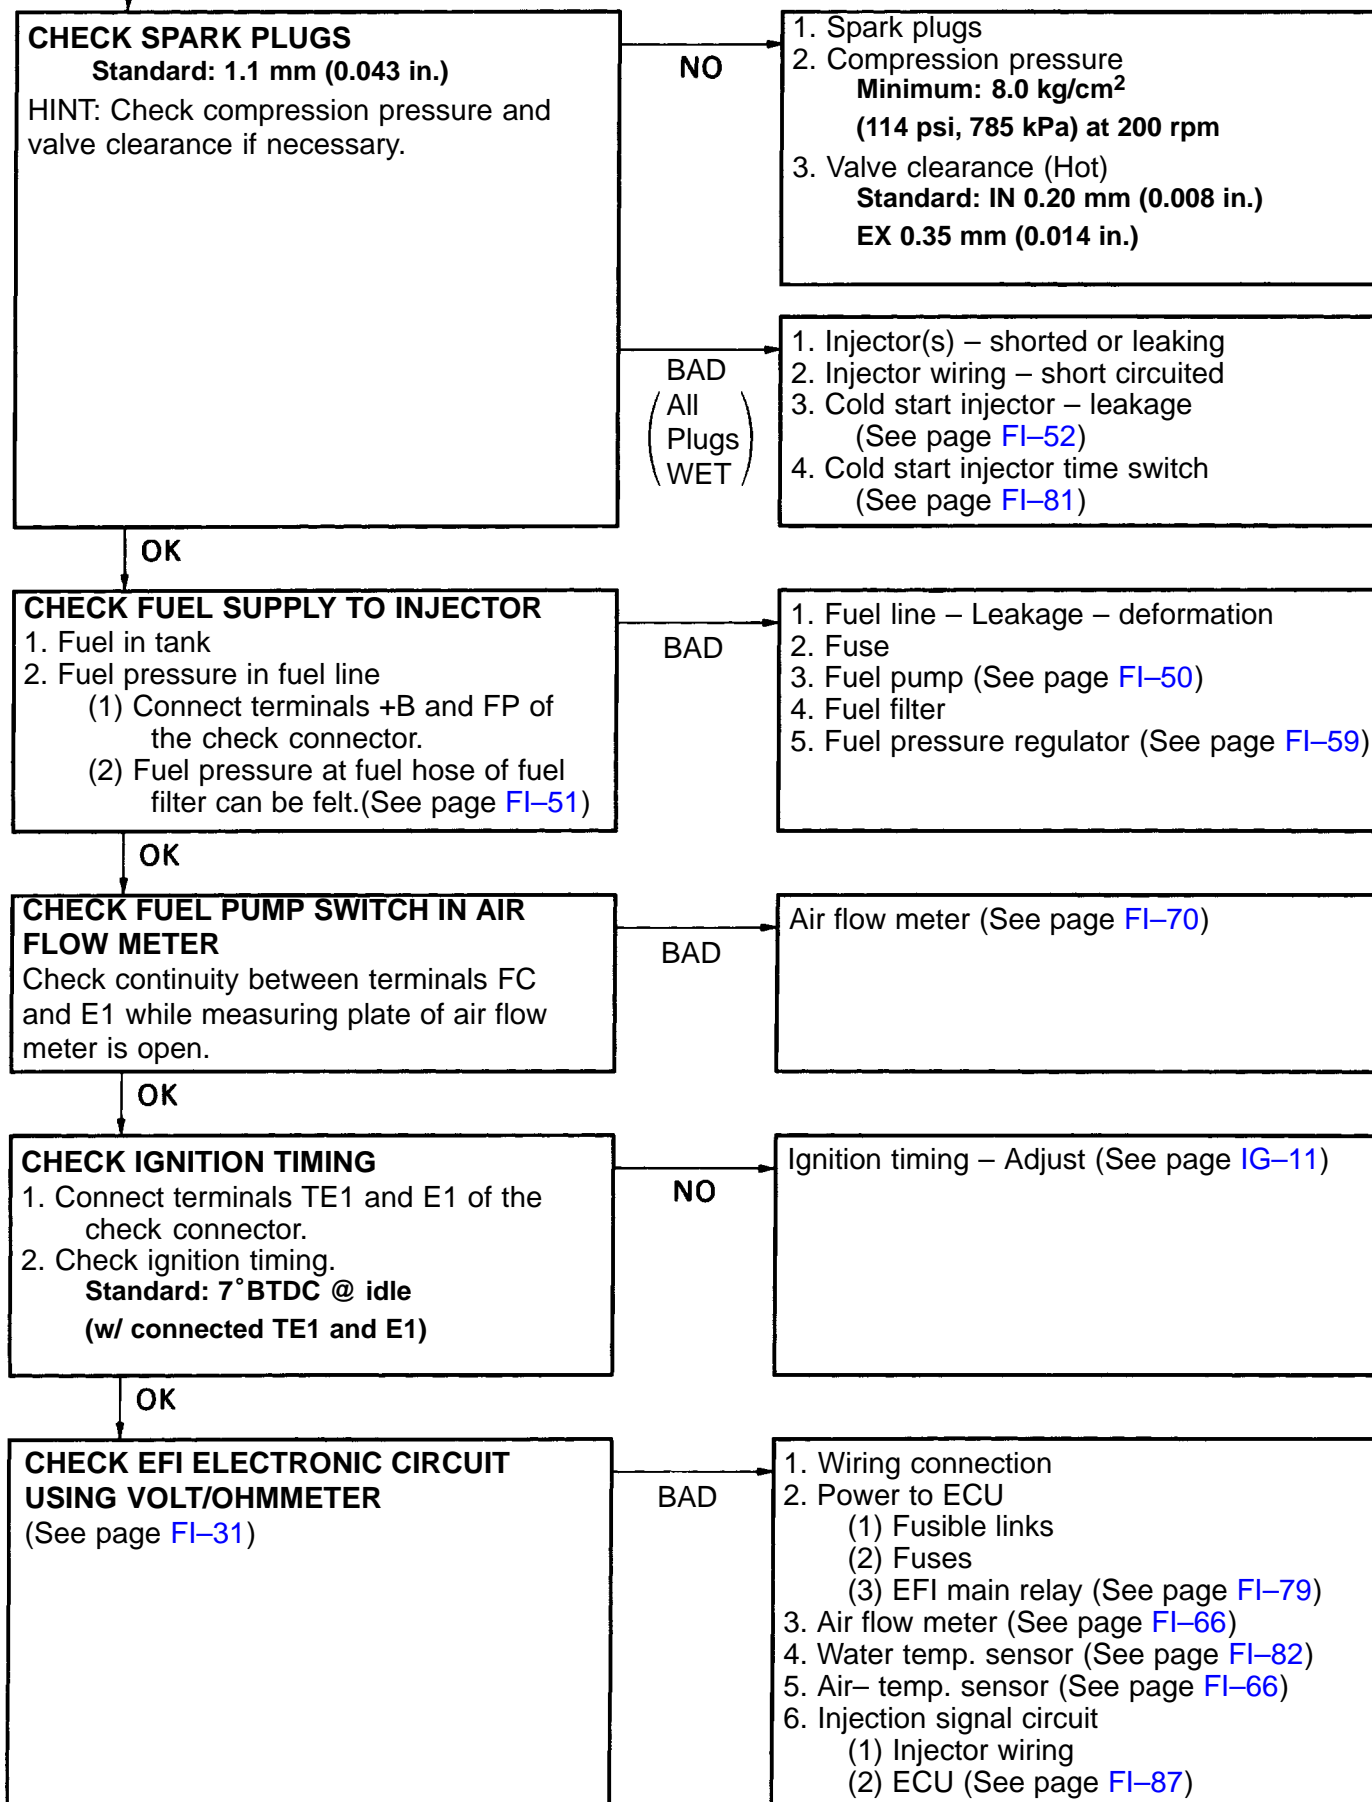 CHECK SPARK PLUGS
Standard: 1.1 mm (0.043 in.)
HINT: Check compression pressure and
valve clearance if necessary.
NO
1. Spark plugs
2. Compression pressure
Minimum: 8.0 kg/cm²
(114 psi, 785 kPa) at 200 rpm
3. Valve clearance (Hot)
Standard: IN 0.20 mm (0.008 in.)
EX 0.35 mm (0.014 in.)
BAD
All
Plugs
WET
1. Injector(s) – shorted or leaking
2. Injector wiring – short circuited
3. Cold start injector – leakage
(See page FI–52)
4. Cold start injector time switch
(See page FI–81)
OK
CHECK FUEL SUPPLY TO INJECTOR
1. Fuel in tank
2. Fuel pressure in fuel line
(1) Connect terminals +B and FP of
the check connector.
(2) Fuel pressure at fuel hose of fuel
filter can be felt.(See page FI–51)
BAD
1. Fuel line – Leakage – deformation
2. Fuse
3. Fuel pump (See page FI–50)
4. Fuel filter
5. Fuel pressure regulator (See page FI–59)
OK
CHECK FUEL PUMP SWITCH IN AIR
FLOW METER
Check continuity between terminals FC
and E1 while measuring plate of air flow
meter is open.
BAD
Air flow meter (See page FI–70)
OK
CHECK IGNITION TIMING
1. Connect terminals TE1 and E1 of the
check connector.
2. Check ignition timing.
Standard: 7°BTDC @ idle
(w/ connected TE1 and E1)
NO
Ignition timing – Adjust (See page IG–11)
OK
CHECK EFI ELECTRONIC CIRCUIT
USING VOLT/OHMMETER
(See page FI–31)
BAD
1. Wiring connection
2. Power to ECU
(1) Fusible links
(2) Fuses
(3) EFI main relay (See page FI–79)
3. Air flow meter (See page FI–66)
4. Water temp. sensor (See page FI–82)
5. Air– temp. sensor (See page FI–66)
6. Injection signal circuit
(1) Injector wiring
(2) ECU (See page FI–87)